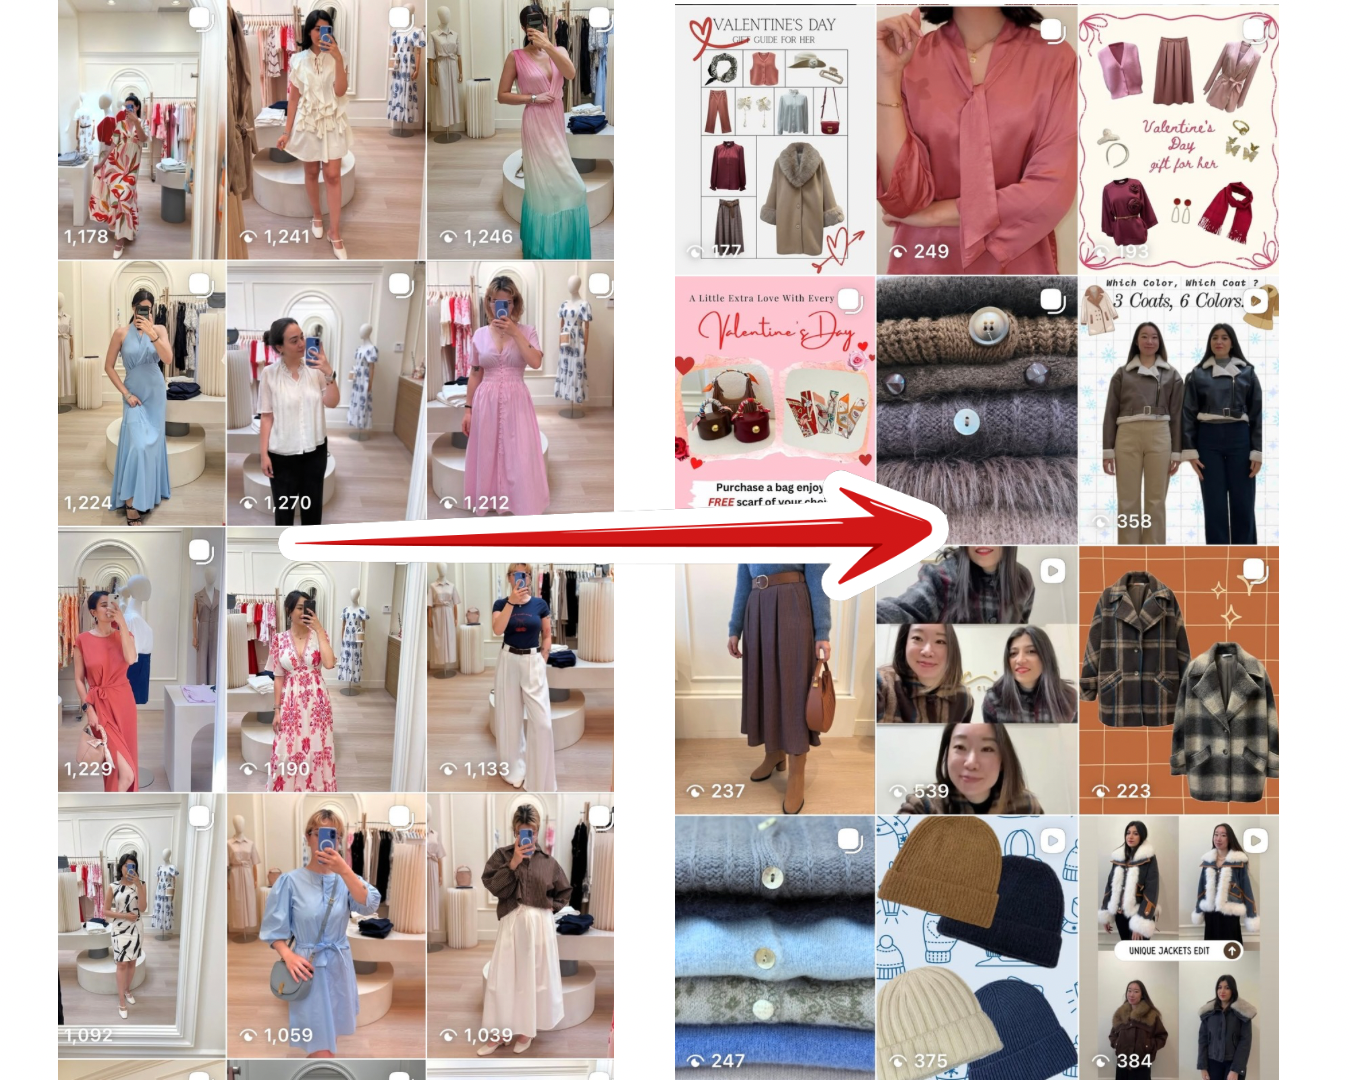 1,178
1,241
1,246
1,224
1,270
1,212
1,229
1,190
1,133
1,092
1,059
1,039
VALENTINE'S DAY
GIFT GUIDE FOR HER
177
249
Valentine's
Day
gift for her
193
A Little Extra Love With Every
Valentine's Day
Purchase a bag enjoy
FREE scarf of your
Which Color, Which Coat ?
3 Coats, 6 Colors.
358
237
539
223
247
375
UNIQUE JACKETS EDIT
384